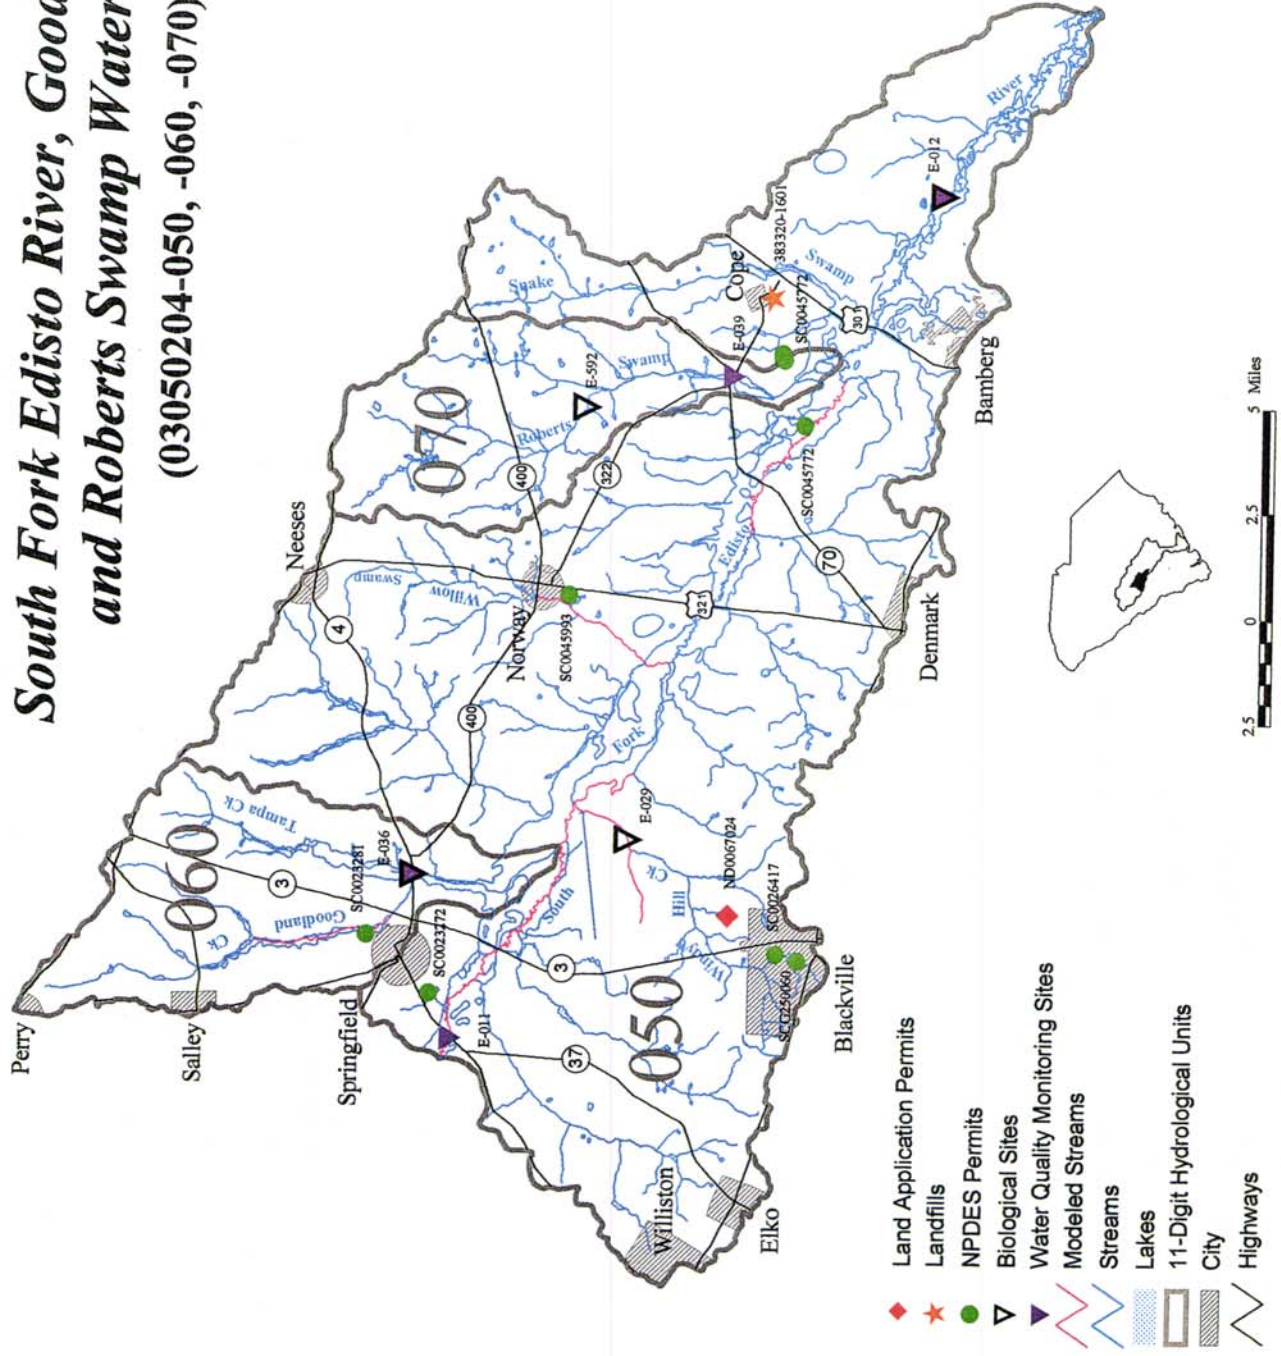 South Fork Edisto River, Good
and Roberts Swamp Water
(03050204-050, -060, -070)
Perry
Salley
Springfield
Williston
Elko
Blackville
Denmark
Bamberg
Norway
Neeses
Cope
060
050
070
Ck
Goodland
Tampa Ck
Willow
Swamp
Roberts
Swamp
Snake
Swamp
South
Fork
Edisto
River
Hill
Ck
3
3
4
37
400
400
322
321
70
301
SC0023281
E-036
SC0023772
E-011
E-029
ND0067024
SC0026417
SCG250060
SC0045993
E-592
E-039
SC0045772
SC0045772
383320-1601
E-012
Land Application Permits
Landfills
NPDES Permits
Biological Sites
Water Quality Monitoring Sites
Modeled Streams
Streams
Lakes
11-Digit Hydrological Units
City
Highways
2.5 0 2.5 5 Miles